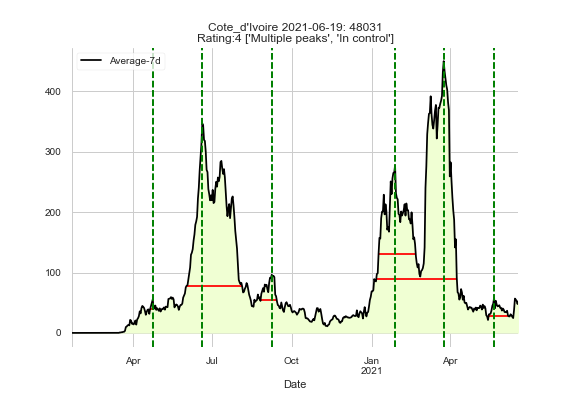 Cote_d'Ivoire 2021-06-19: 48031
Rating:4 ['Multiple peaks', 'In control']
Average-7d
400
300
200
100
0
Apr
Jul
Oct
Jan
2021
Apr
Date